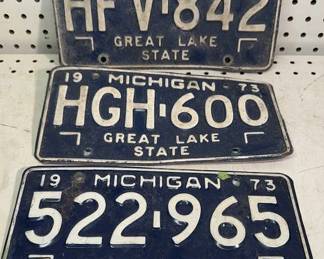 HFV-842
GREAT LAKE
STATE
19 MICHIGAN 73
HGH-600
GREAT LAKE
STATE
19 MICHIGAN 73
522-965